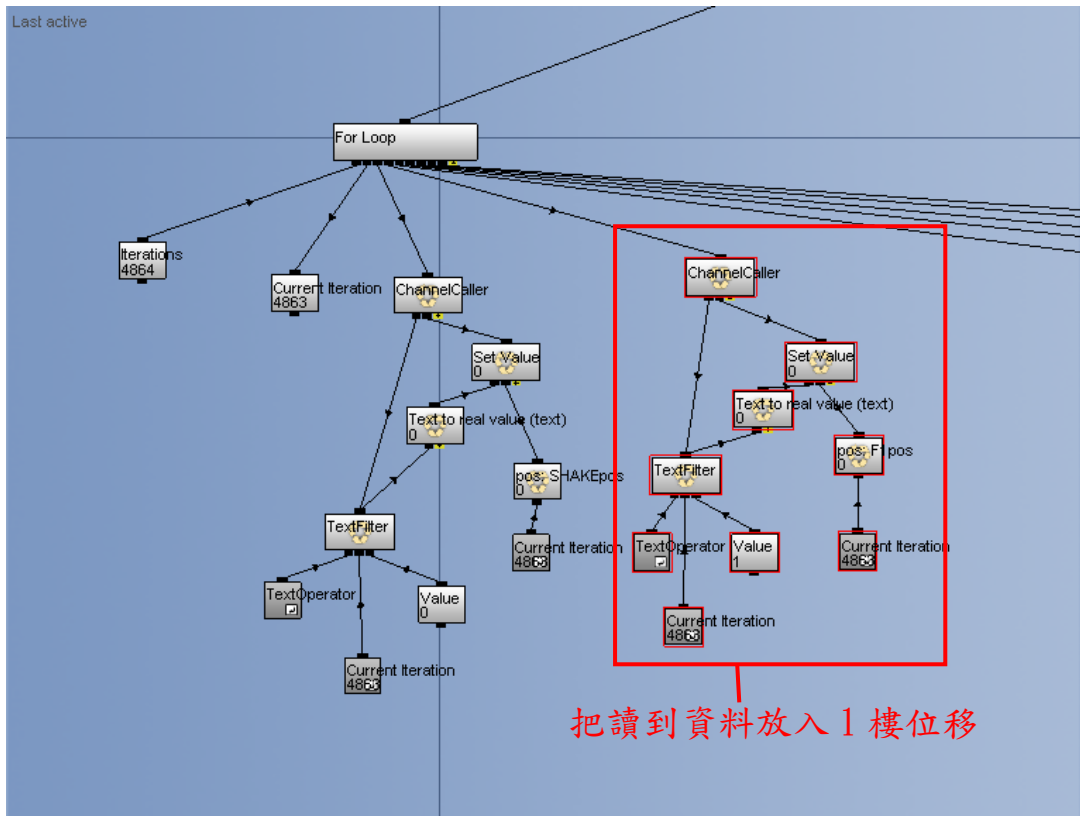 Last active
For Loop
Iterations
4864
Current Iteration
4863
ChannelCaller
Set Value
0
Text to real value (text)
0
pos: SHAKEpos
0
TextFilter
Current Iteration
4863
TextOperator
Value
0
Current Iteration
4863
ChannelCaller
Set Value
0
Text to real value (text)
0
pos: F1pos
0
TextFilter
TextOperator
Value
1
Current Iteration
4863
Current Iteration
4863
把讀到資料放入1樓位移